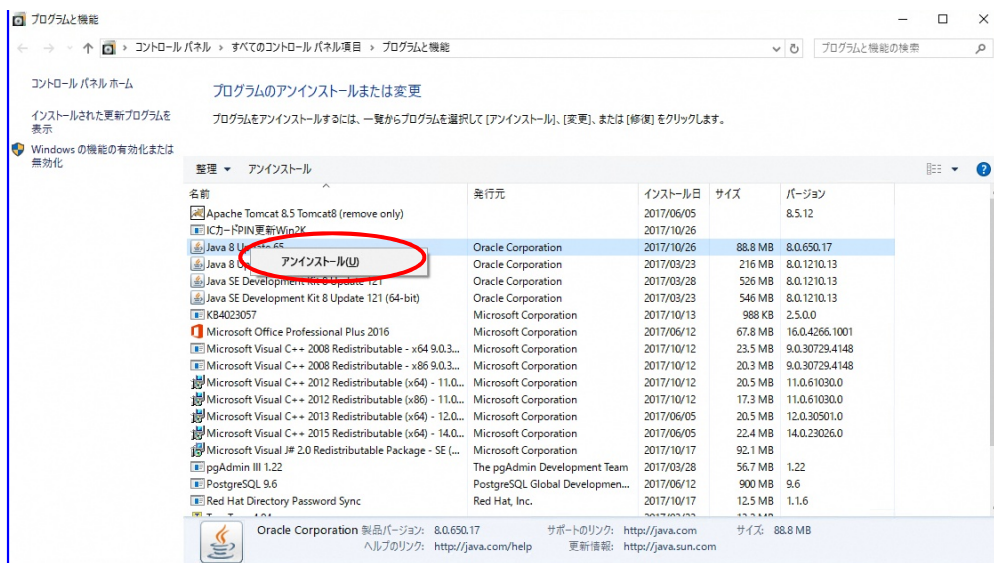 プログラムと機能
コントロール パネル › すべてのコントロール パネル項目 › プログラムと機能
プログラムと機能の検索
コントロール パネル ホーム
インストールされた更新プログラムを
表示
Windows の機能の有効化または
無効化
プログラムのアンインストールまたは変更
プログラムをアンインストールするには、一覧からプログラムを選択して [アンインストール]、[変更]、または [修復] をクリックします。
整理 アンインストール
名前 発行元 インストール日 サイズ バージョン
Apache Tomcat 8.5 Tomcat8 (remove only) 2017/06/05 8.5.12
ICカードPIN更新Win2K 2017/10/26
Java 8 Update 65 Oracle Corporation 2017/10/26 88.8 MB 8.0.650.17
アンインストール(U)
Java 8 Oracle Corporation 2017/03/23 216 MB 8.0.1210.13
Java SE Development Kit 8 Update 121 Oracle Corporation 2017/03/28 526 MB 8.0.1210.13
Java SE Development Kit 8 Update 121 (64-bit) Oracle Corporation 2017/03/23 546 MB 8.0.1210.13
KB4023057 Microsoft Corporation 2017/10/13 988 KB 2.5.0.0
Microsoft Office Professional Plus 2016 Microsoft Corporation 2017/06/12 67.8 MB 16.0.4266.1001
Microsoft Visual C++ 2008 Redistributable - x64 9.0.3... Microsoft Corporation 2017/10/12 23.5 MB 9.0.30729.4148
Microsoft Visual C++ 2008 Redistributable - x86 9.0.3... Microsoft Corporation 2017/10/12 20.3 MB 9.0.30729.4148
Microsoft Visual C++ 2012 Redistributable (x64) - 11.0... Microsoft Corporation 2017/10/12 20.5 MB 11.0.61030.0
Microsoft Visual C++ 2012 Redistributable (x86) - 11.0... Microsoft Corporation 2017/10/12 17.3 MB 11.0.61030.0
Microsoft Visual C++ 2013 Redistributable (x64) - 12.0... Microsoft Corporation 2017/06/05 20.5 MB 12.0.30501.0
Microsoft Visual C++ 2015 Redistributable (x64) - 14.0... Microsoft Corporation 2017/06/05 22.4 MB 14.0.23026.0
Microsoft Visual J# 2.0 Redistributable Package - SE (... Microsoft Corporation 2017/10/17 92.1 MB
pgAdmin III 1.22 The pgAdmin Development Team 2017/03/28 56.7 MB 1.22
PostgreSQL 9.6 PostgreSQL Global Developmen... 2017/06/12 900 MB 9.6
Red Hat Directory Password Sync Red Hat, Inc. 2017/10/17 12.5 MB 1.1.6
Oracle Corporation 製品バージョン: 8.0.650.17 サポートのリンク: http://java.com サイズ: 88.8 MB
ヘルプのリンク: http://java.com/help 更新情報: http://java.sun.com